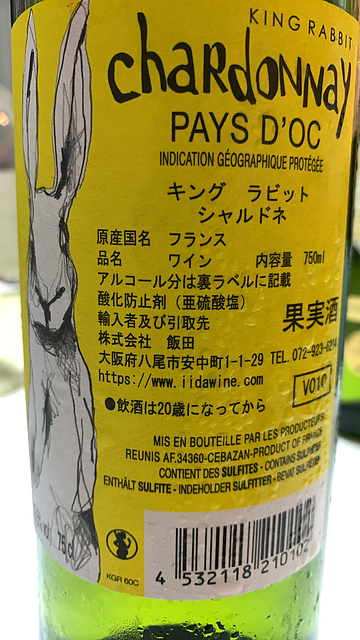 KING RABBIT
chardonnay
PAYS D'OC
INDICATION GÉOGRAPHIQUE PROTÉGÉE
キング ラビット
シャルドネ
原産国名 フランス
品名 ワイン 内容量 750ml
アルコール分は裏ラベルに記載
酸化防止剤（亜硫酸塩）
果実酒
輸入者及び引取先
株式会社 飯田
大阪府八尾市安中町1-1-29 TEL.072-923-6244
https://www.iidawine.com
VO10
●飲酒は20歳になってから
MIS EN BOUTEILLE PAR LES PRODUCTEURS
REUNIS AF.34360-CEBAZAN-PRODUCT OF FRANCE
CONTIENT DES SULFITES - CONTAINS SULPHITES
ENTHÄLT SULFITE - INDEHOLDER SULFITTER - BEVAT SULFIETEN
vol 75cl
KGR 60C
4 532118 210102